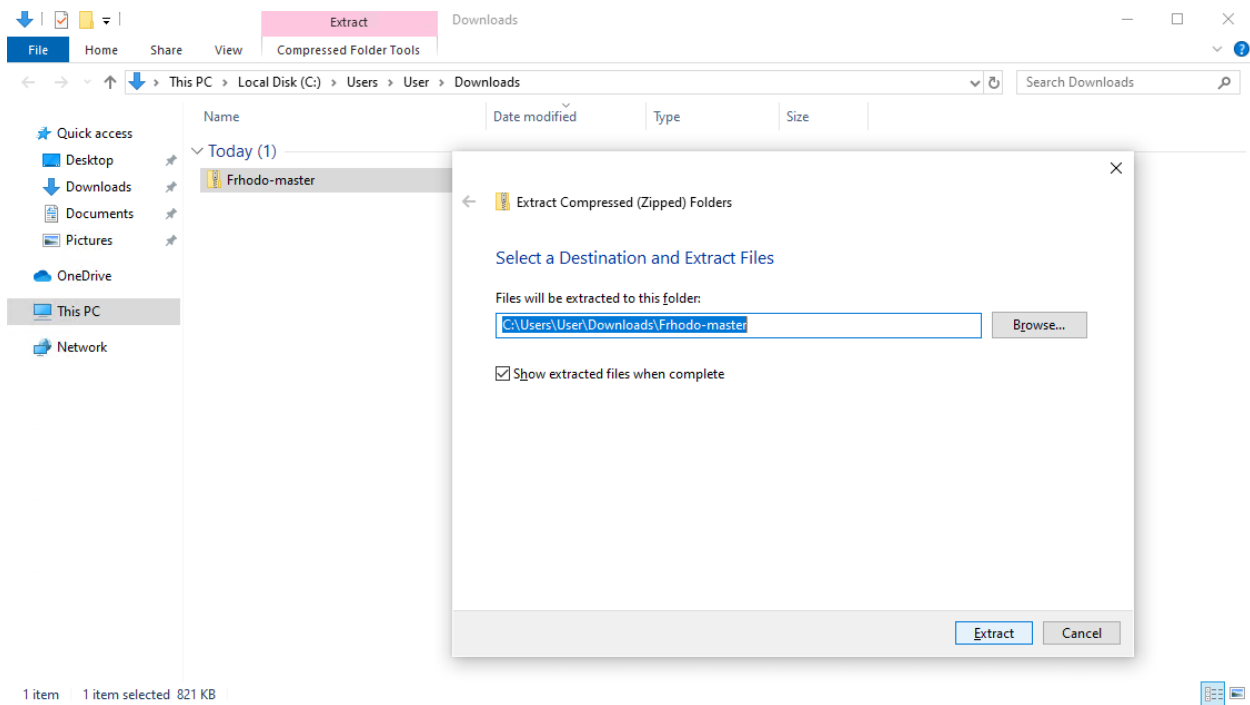 Extract Downloads
File Home Share View Compressed Folder Tools
This PC > Local Disk (C:) > Users > User > Downloads Search Downloads
Name Date modified Type Size
Quick access
Desktop
Downloads
Documents
Pictures
OneDrive
This PC
Network
Today (1)
Frhodo-master
Extract Compressed (Zipped) Folders
Select a Destination and Extract Files
Files will be extracted to this folder:
C:\Users\User\Downloads\Frhodo-master Browse...
Show extracted files when complete
Extract Cancel
1 item 1 item selected 821 KB